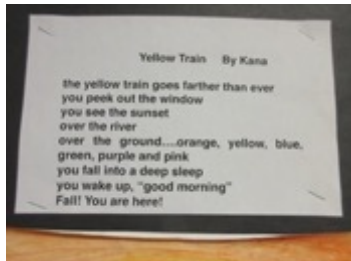 Yellow Train By Kana
the yellow train goes farther than ever
you peek out the window
you see the sunset
over the river
over the ground....orange, yellow, blue,
green, purple and pink
you fall into a deep sleep
you wake up, "good morning"
Fall! You are here!